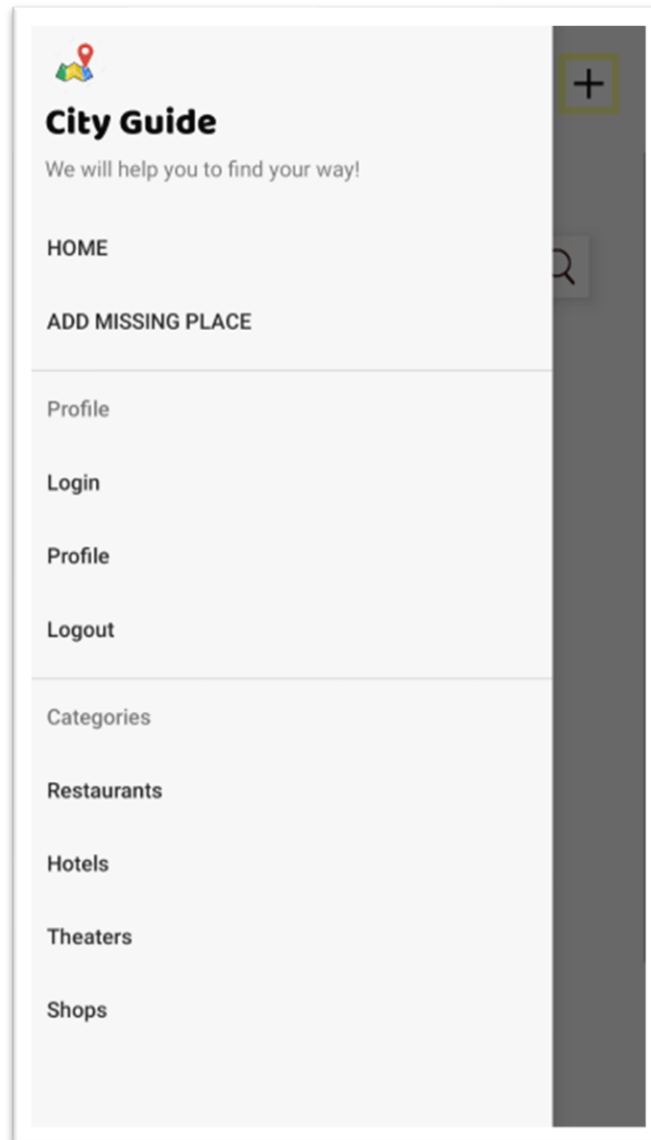 City Guide
We will help you to find your way!
HOME
ADD MISSING PLACE
Profile
Login
Profile
Logout
Categories
Restaurants
Hotels
Theaters
Shops